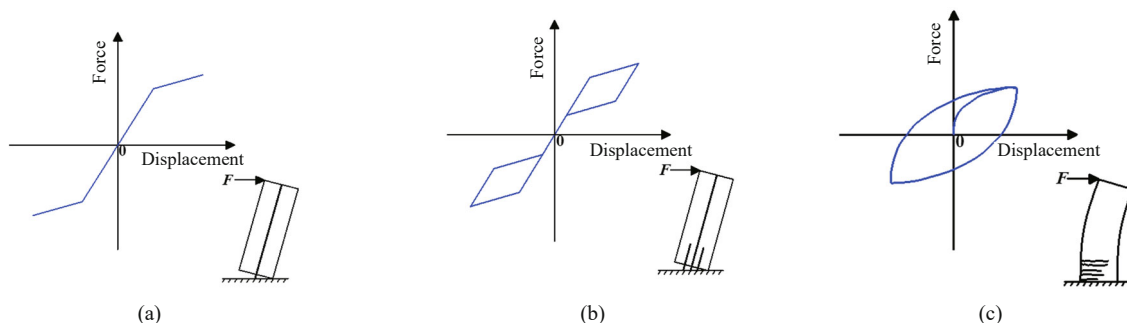 Force
0
Displacement
F
(a)
Force
0
Displacement
F
(b)
Force
0
Displacement
F
(c)